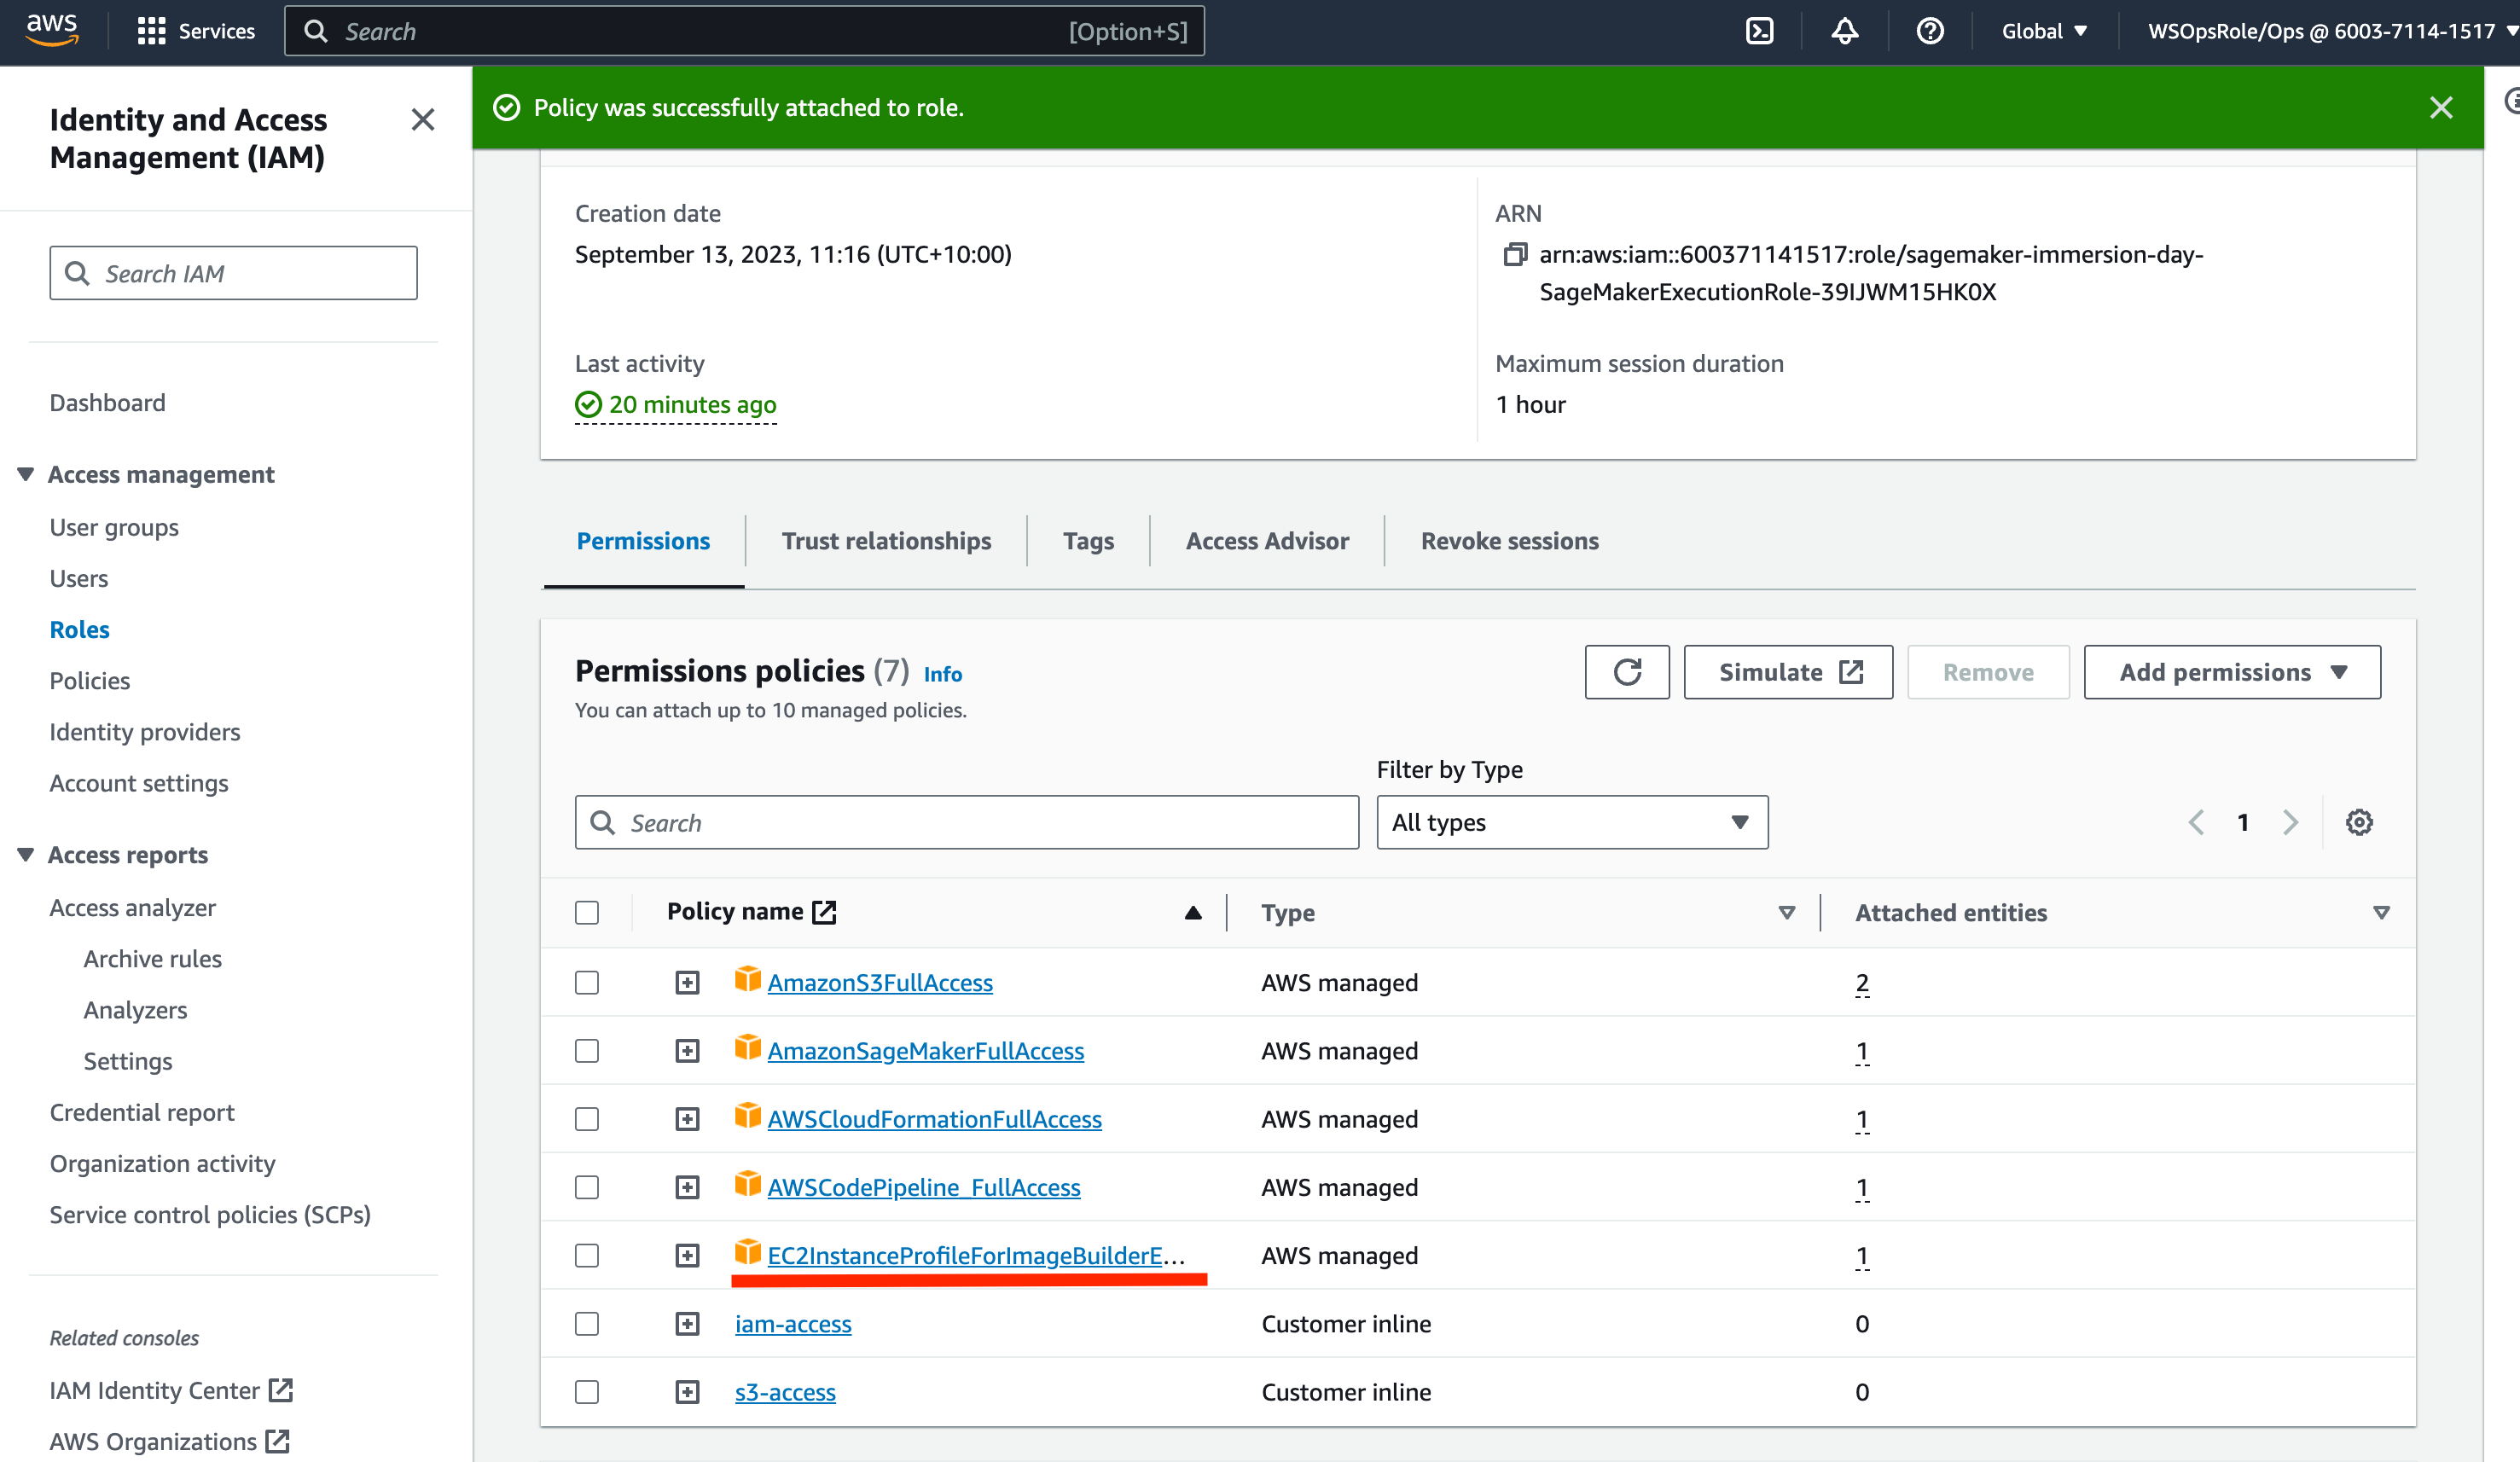 aws
Services
Search
[Option+S]
Global
WSOpsRole/Ops @ 6003-7114-1517
Identity and Access
Management (IAM)
Search IAM
Dashboard
Access management
User groups
Users
Roles
Policies
Identity providers
Account settings
Access reports
Access analyzer
Archive rules
Analyzers
Settings
Credential report
Organization activity
Service control policies (SCPs)
Related consoles
IAM Identity Center
AWS Organizations
Policy was successfully attached to role.
Creation date
September 13, 2023, 11:16 (UTC+10:00)
ARN
arn:aws:iam::600371141517:role/sagemaker-immersion-day-
SageMakerExecutionRole-39IJWM15HK0X
Last activity
20 minutes ago
Maximum session duration
1 hour
Permissions
Trust relationships
Tags
Access Advisor
Revoke sessions
Permissions policies (7) Info
You can attach up to 10 managed policies.
Simulate
Remove
Add permissions
Filter by Type
Search
All types
1
Policy name
Type
Attached entities
AmazonS3FullAccess AWS managed 2
AmazonSageMakerFullAccess AWS managed 1
AWSCloudFormationFullAccess AWS managed 1
AWSCodePipeline_FullAccess AWS managed 1
EC2InstanceProfileForImageBuilderE... AWS managed 1
iam-access Customer inline 0
s3-access Customer inline 0